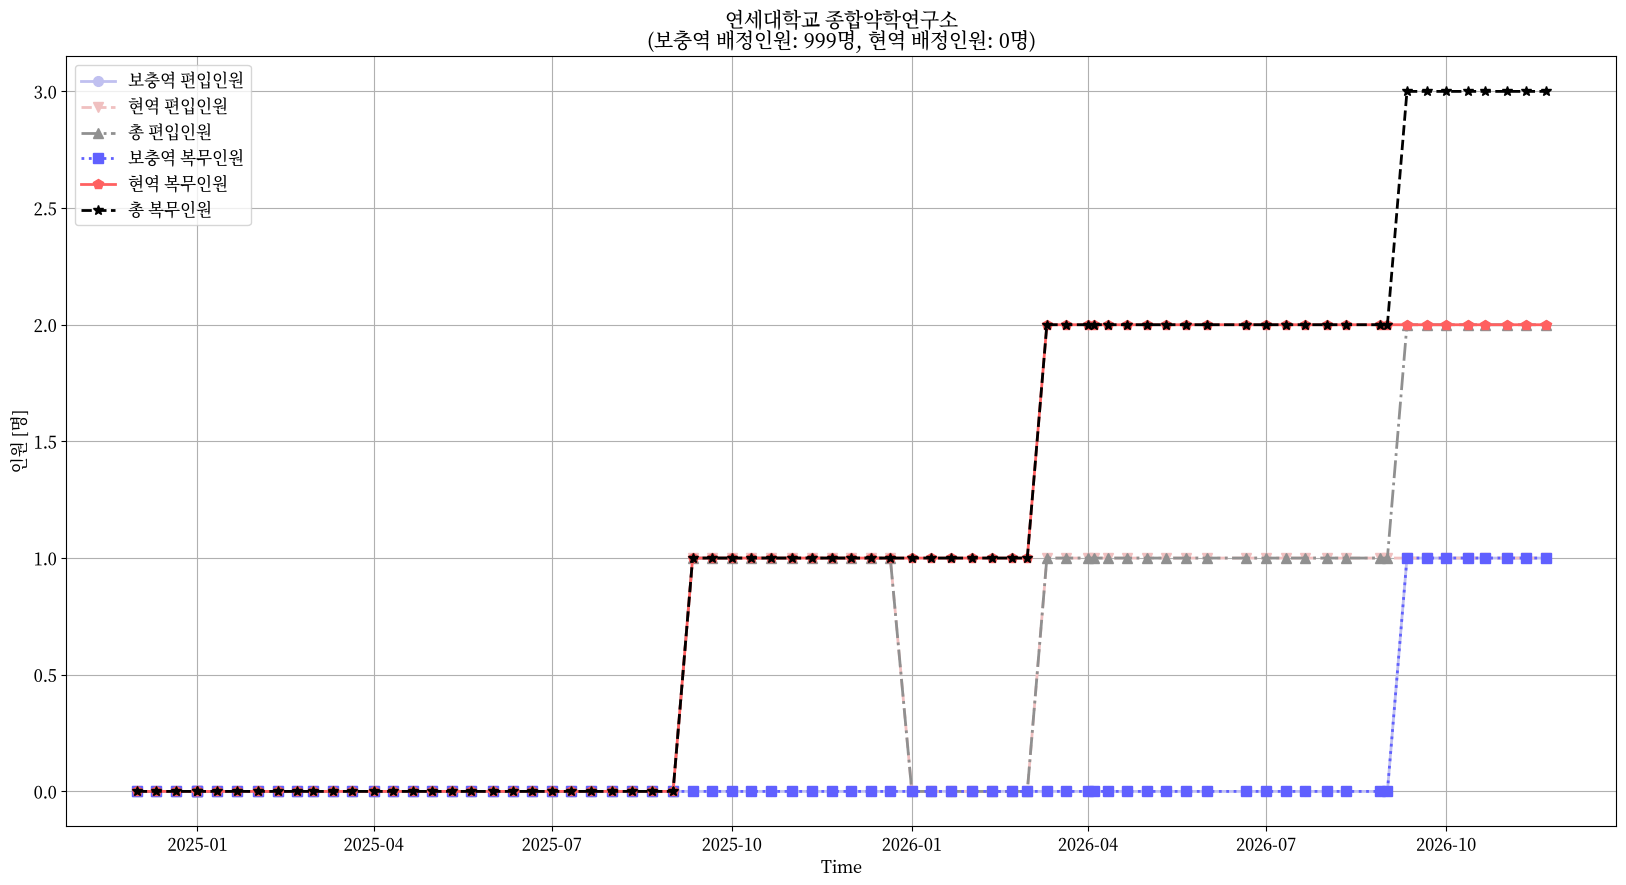 연세대학교 종합약학연구소
(보충역 배정인원: 999명, 현역 배정인원: 0명)
보충역 편입인원
현역 편입인원
총 편입인원
보충역 복무인원
현역 복무인원
총 복무인원
인원 [명]
3.0
2.5
2.0
1.5
1.0
0.5
0.0
2025-01
2025-04
2025-07
2025-10
2026-01
2026-04
2026-07
2026-10
Time